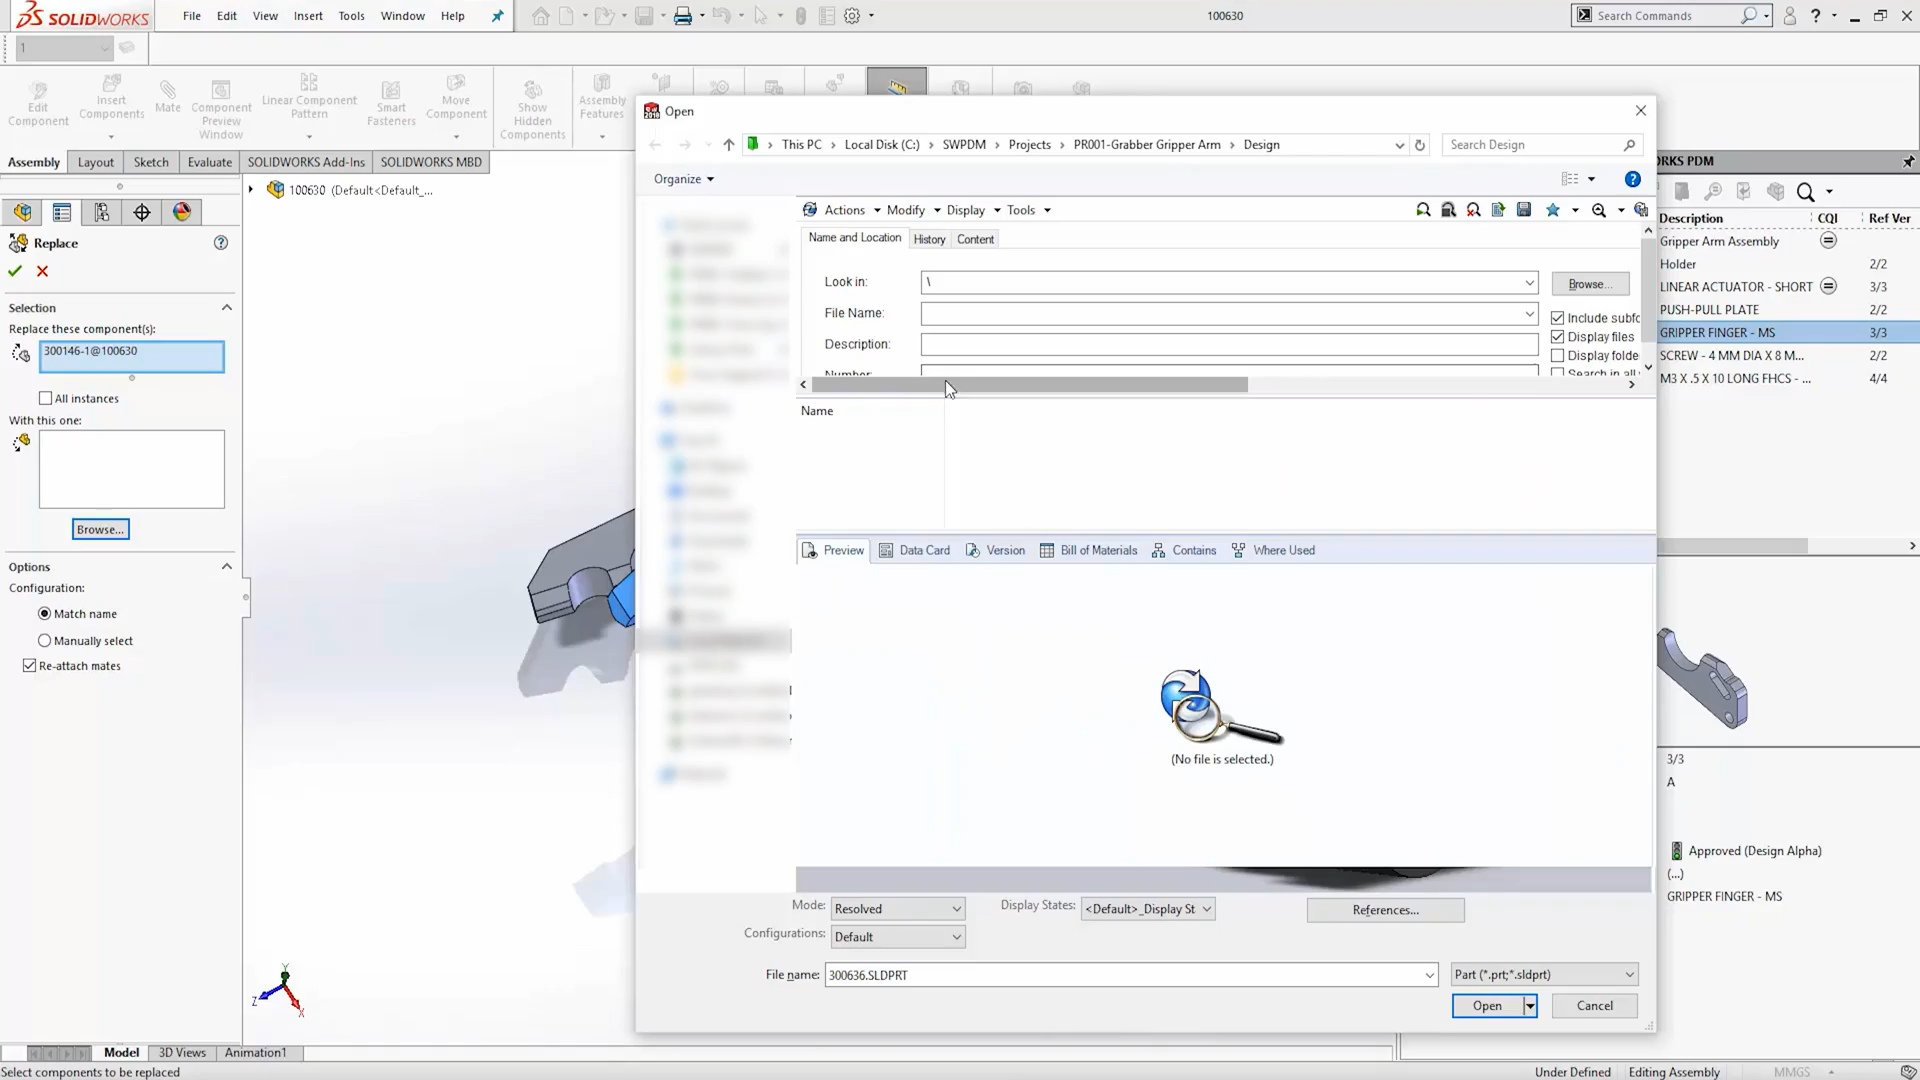 SOLIDWORKS
File Edit View Insert Tools Window Help
100630
Search Commands
1
Edit Component
Insert Components
Mate
Component Preview Window
Linear Component Pattern
Smart Fasteners
Move Component
Show Hidden Components
Assembly Features
Assembly Layout Sketch Evaluate SOLIDWORKS Add-Ins SOLIDWORKS MBD
100630 (Default<Default_...
Replace
Selection
Replace these component(s):
300146-1@100630
All instances
With this one:
Browse...
Options
Configuration:
Match name
Manually select
Re-attach mates
Open
This PC > Local Disk (C:) > SWPDM > Projects > PR001-Grabber Gripper Arm > Design
Search Design
Organize
Actions Modify Display Tools
Name and Location History Content
Look in: \
Browse...
File Name:
Description:
Number:
Include subfo
Display files
Display folde
Search in all
Name
Preview Data Card Version Bill of Materials Contains Where Used
(No file is selected.)
Mode: Resolved
Display States: <Default>_Display St
References...
Configurations: Default
File name: 300636.SLDPRT
Part (*.prt;*.sldprt)
Open Cancel
RKS PDM
Description CQI Ref Ver
Gripper Arm Assembly
Holder 2/2
LINEAR ACTUATOR - SHORT 3/3
PUSH-PULL PLATE 2/2
GRIPPER FINGER - MS 3/3
SCREW - 4 MM DIA X 8 M... 2/2
M3 X .5 X 10 LONG FHCS - ... 4/4
3/3
A
Approved (Design Alpha)
(...)
GRIPPER FINGER - MS
Y
Z
X
Model 3D Views Animation1
Select components to be replaced
Under Defined Editing Assembly MMGS